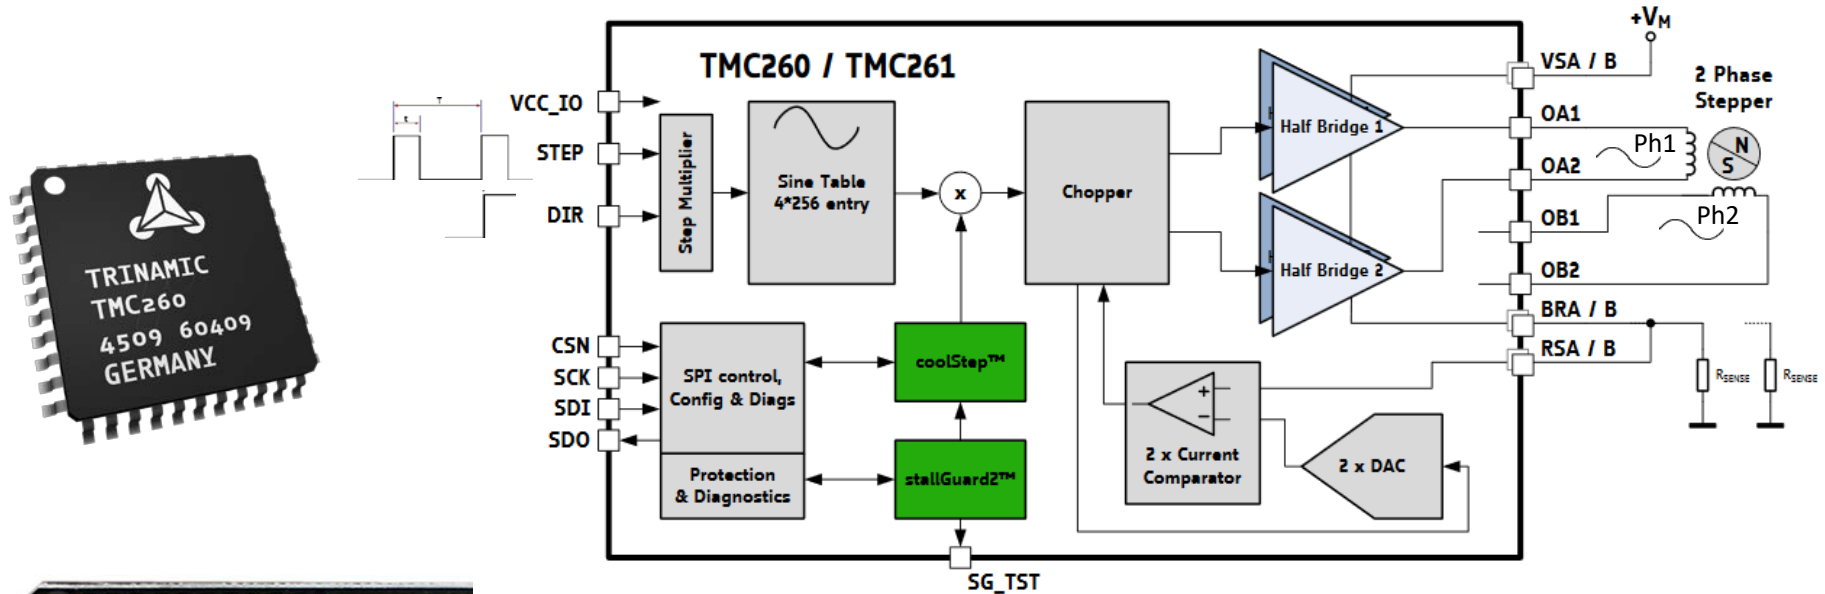 TRINAMIC
TMC260
4509 60409
GERMANY
T
t
TMC260 / TMC261
VCC_IO
STEP
DIR
CSN
SCK
SDI
SDO
Step Multiplier
Sine Table
4*256 entry
x
Chopper
Half Bridge 1
Half Bridge 2
SPI control,
Config & Diags
Protection
& Diagnostics
coolStep™
stallGuard2™
SG_TST
+
−
2 x Current
Comparator
2 x DAC
+VM
VSA / B
OA1
OA2
OB1
OB2
BRA / B
RSA / B
2 Phase
Stepper
Ph1
N
S
Ph2
RSENSE
RSENSE